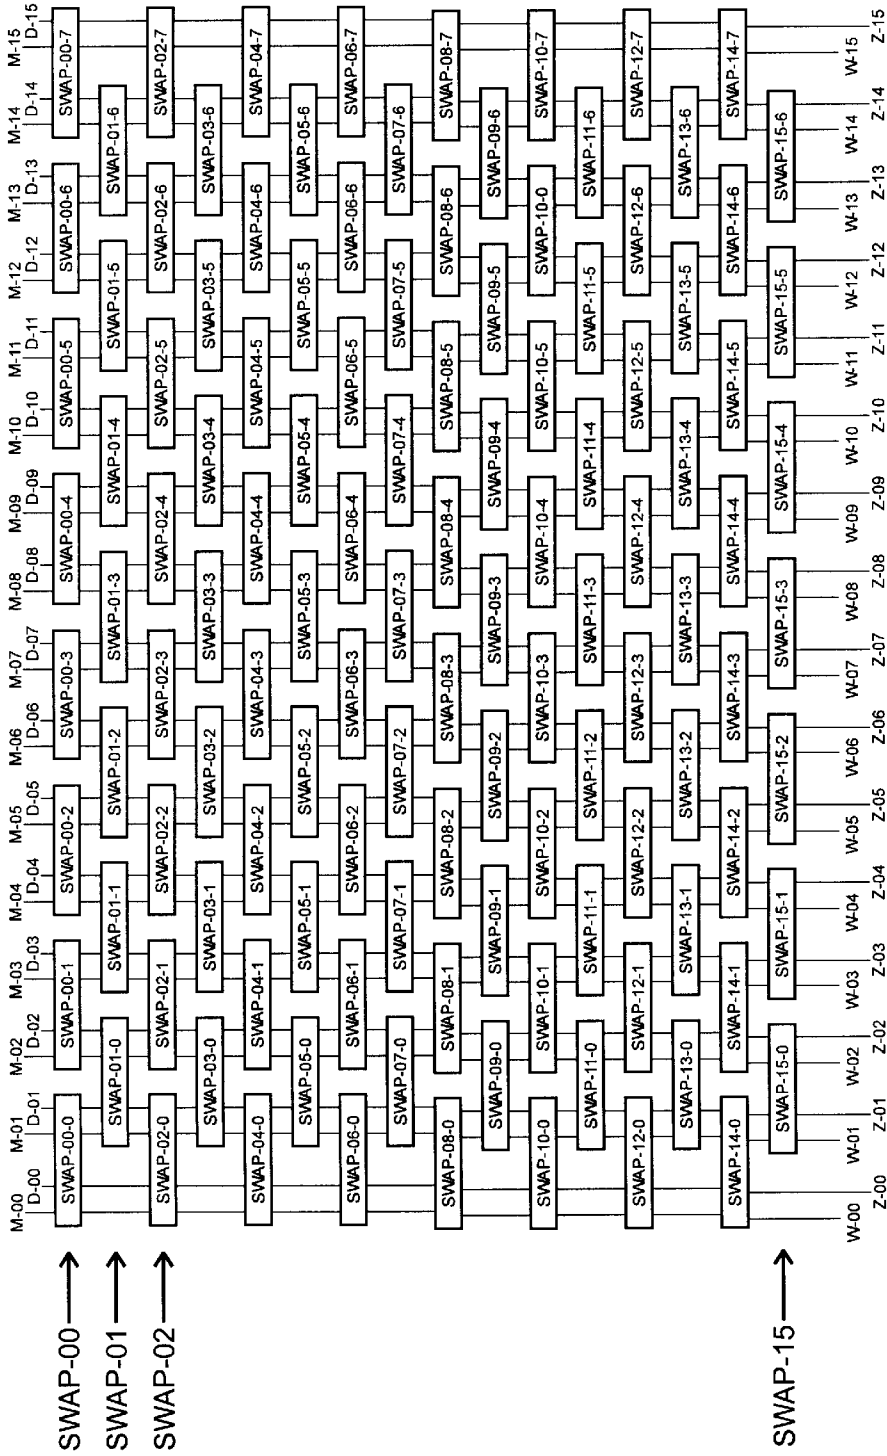 M-00 M-01 M-02 M-03 M-04 M-05 M-06 M-07 M-08 M-09 M-10 M-11 M-12 M-13 M-14 M-15
D-00 D-01 D-02 D-03 D-04 D-05 D-06 D-07 D-08 D-09 D-10 D-11 D-12 D-13 D-14 D-15
SWAP-00 SWAP-00-0 SWAP-00-1 SWAP-00-2 SWAP-00-3 SWAP-00-4 SWAP-00-5 SWAP-00-6 SWAP-00-7
SWAP-01 SWAP-01-0 SWAP-01-1 SWAP-01-2 SWAP-01-3 SWAP-01-4 SWAP-01-5 SWAP-01-6
SWAP-02 SWAP-02-0 SWAP-02-1 SWAP-02-2 SWAP-02-3 SWAP-02-4 SWAP-02-5 SWAP-02-6 SWAP-02-7
SWAP-03-0 SWAP-03-1 SWAP-03-2 SWAP-03-3 SWAP-03-4 SWAP-03-5 SWAP-03-6
SWAP-04-0 SWAP-04-1 SWAP-04-2 SWAP-04-3 SWAP-04-4 SWAP-04-5 SWAP-04-6 SWAP-04-7
SWAP-05-0 SWAP-05-1 SWAP-05-2 SWAP-05-3 SWAP-05-4 SWAP-05-5 SWAP-05-6
SWAP-06-0 SWAP-06-1 SWAP-06-2 SWAP-06-3 SWAP-06-4 SWAP-06-5 SWAP-06-6 SWAP-06-7
SWAP-07-0 SWAP-07-1 SWAP-07-2 SWAP-07-3 SWAP-07-4 SWAP-07-5 SWAP-07-6
SWAP-08-0 SWAP-08-1 SWAP-08-2 SWAP-08-3 SWAP-08-4 SWAP-08-5 SWAP-08-6 SWAP-08-7
SWAP-09-0 SWAP-09-1 SWAP-09-2 SWAP-09-3 SWAP-09-4 SWAP-09-5 SWAP-09-6
SWAP-10-0 SWAP-10-1 SWAP-10-2 SWAP-10-3 SWAP-10-4 SWAP-10-5 SWAP-10-0 SWAP-10-7
SWAP-11-0 SWAP-11-1 SWAP-11-2 SWAP-11-3 SWAP-11-4 SWAP-11-5 SWAP-11-6
SWAP-12-0 SWAP-12-1 SWAP-12-2 SWAP-12-3 SWAP-12-4 SWAP-12-5 SWAP-12-6 SWAP-12-7
SWAP-13-0 SWAP-13-1 SWAP-13-2 SWAP-13-3 SWAP-13-4 SWAP-13-5 SWAP-13-6
SWAP-14-0 SWAP-14-1 SWAP-14-2 SWAP-14-3 SWAP-14-4 SWAP-14-5 SWAP-14-6 SWAP-14-7
SWAP-15 SWAP-15-0 SWAP-15-1 SWAP-15-2 SWAP-15-3 SWAP-15-4 SWAP-15-5 SWAP-15-6
W-00 W-01 W-02 W-03 W-04 W-05 W-06 W-07 W-08 W-09 W-10 W-11 W-12 W-13 W-14 W-15
Z-00 Z-01 Z-02 Z-03 Z-04 Z-05 Z-06 Z-07 Z-08 Z-09 Z-10 Z-11 Z-12 Z-13 Z-14 Z-15